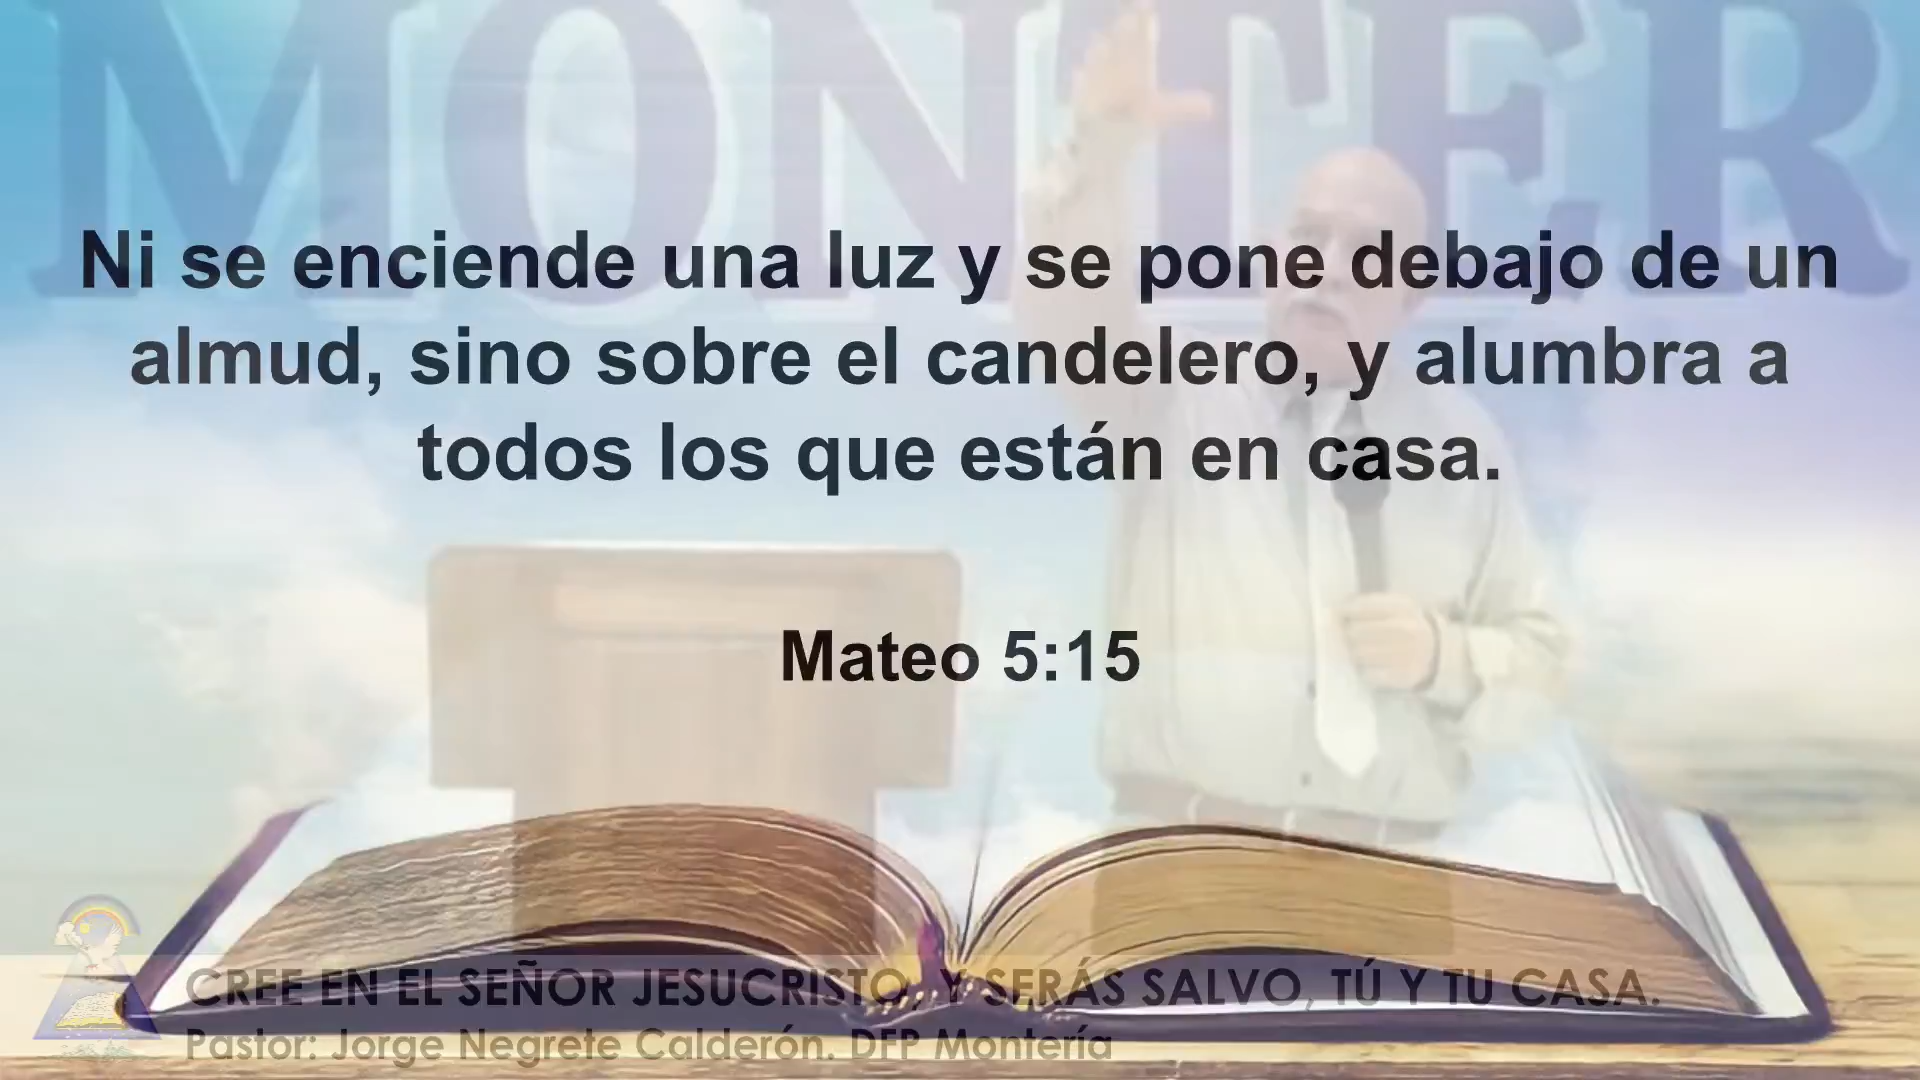 MONTER
Ni se enciende una luz y se pone debajo de un
almud, sino sobre el candelero, y alumbra a
todos los que están en casa.
Mateo 5:15
CREE EN EL SEÑOR JESUCRISTO, Y SERÁS SALVO, TÚ Y TU CASA.
Pastor: Jorge Negrete Calderón. DFP Montería